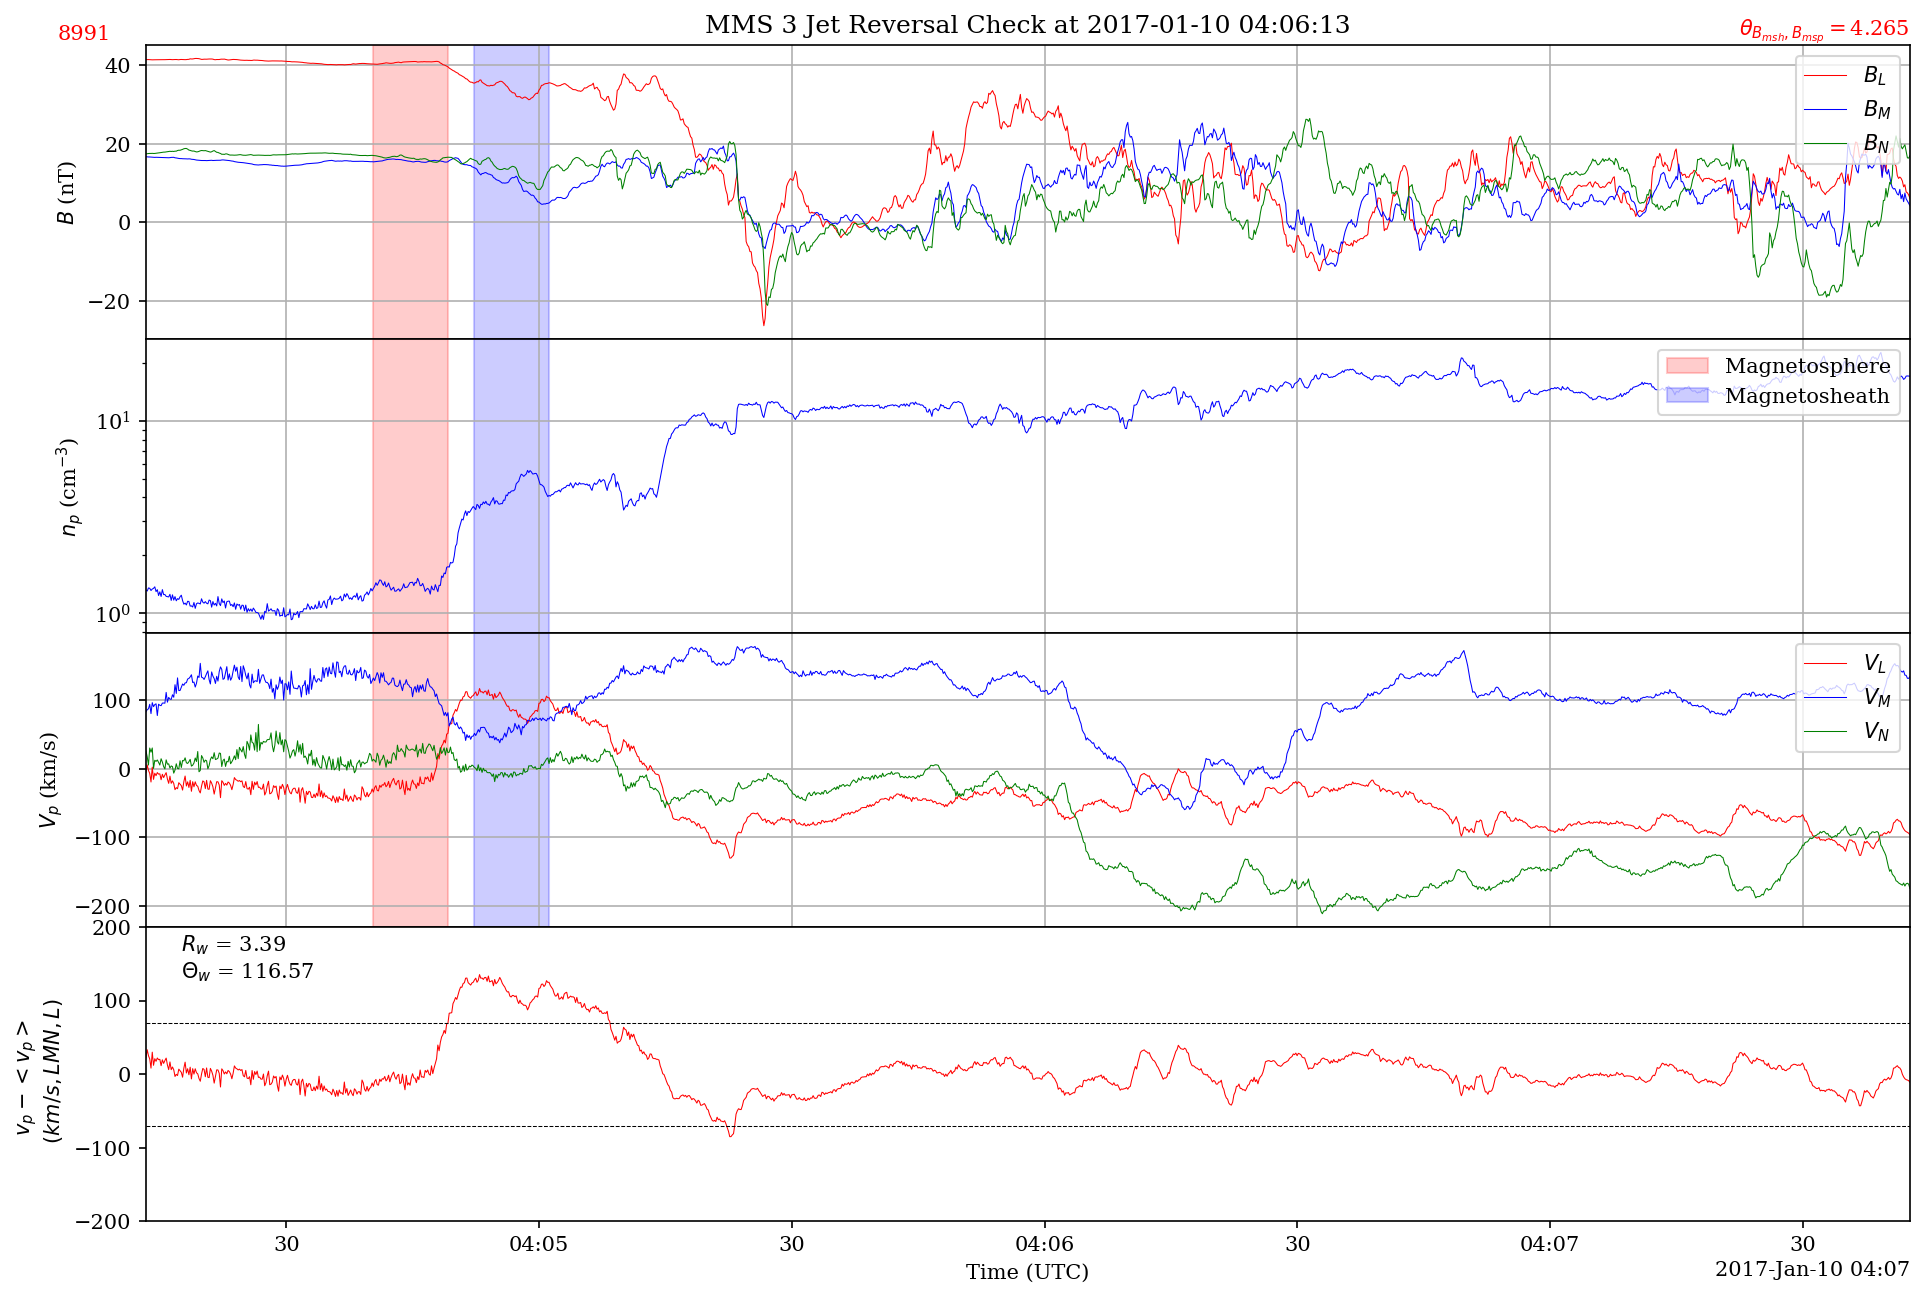 MMS 3 Jet Reversal Check at 2017-01-10 04:06:13
8991
θ_{B_{msh}, B_{msp}} = 4.265
40
20
0
−20
B (nT)
B_L
B_M
B_N
10^1
10^0
n_p (cm^{−3})
Magnetosphere
Magnetosheath
100
0
−100
−200
V_p (km/s)
V_L
V_M
V_N
200
100
0
−100
−200
v_p − < v_p >
(km/s, LMN, L)
R_w = 3.39
Θ_w = 116.57
30
04:05
30
04:06
30
04:07
30
Time (UTC)
2017-Jan-10 04:07